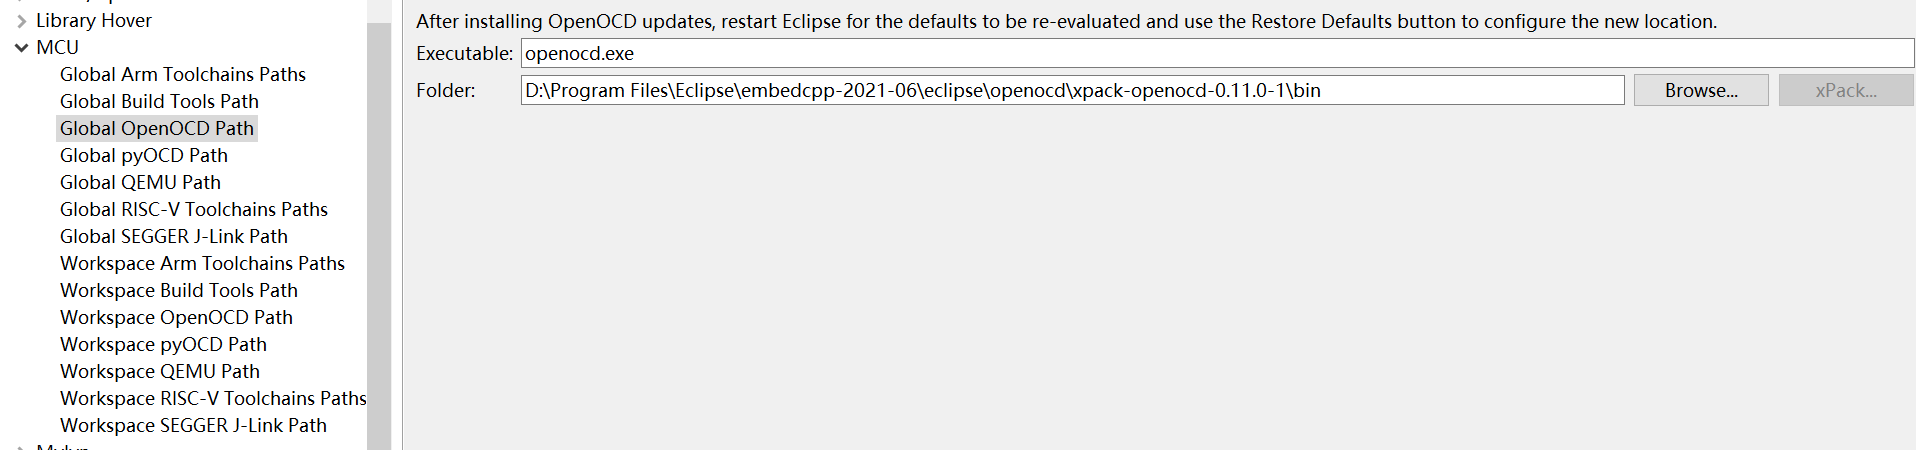 Library Hover
MCU
Global Arm Toolchains Paths
Global Build Tools Path
Global OpenOCD Path
Global pyOCD Path
Global QEMU Path
Global RISC-V Toolchains Paths
Global SEGGER J-Link Path
Workspace Arm Toolchains Paths
Workspace Build Tools Path
Workspace OpenOCD Path
Workspace pyOCD Path
Workspace QEMU Path
Workspace RISC-V Toolchains Paths
Workspace SEGGER J-Link Path
After installing OpenOCD updates, restart Eclipse for the defaults to be re-evaluated and use the Restore Defaults button to configure the new location.
Executable: openocd.exe
Folder: D:\Program Files\Eclipse\embedcpp-2021-06\eclipse\openocd\xpack-openocd-0.11.0-1\bin Browse... xPack...